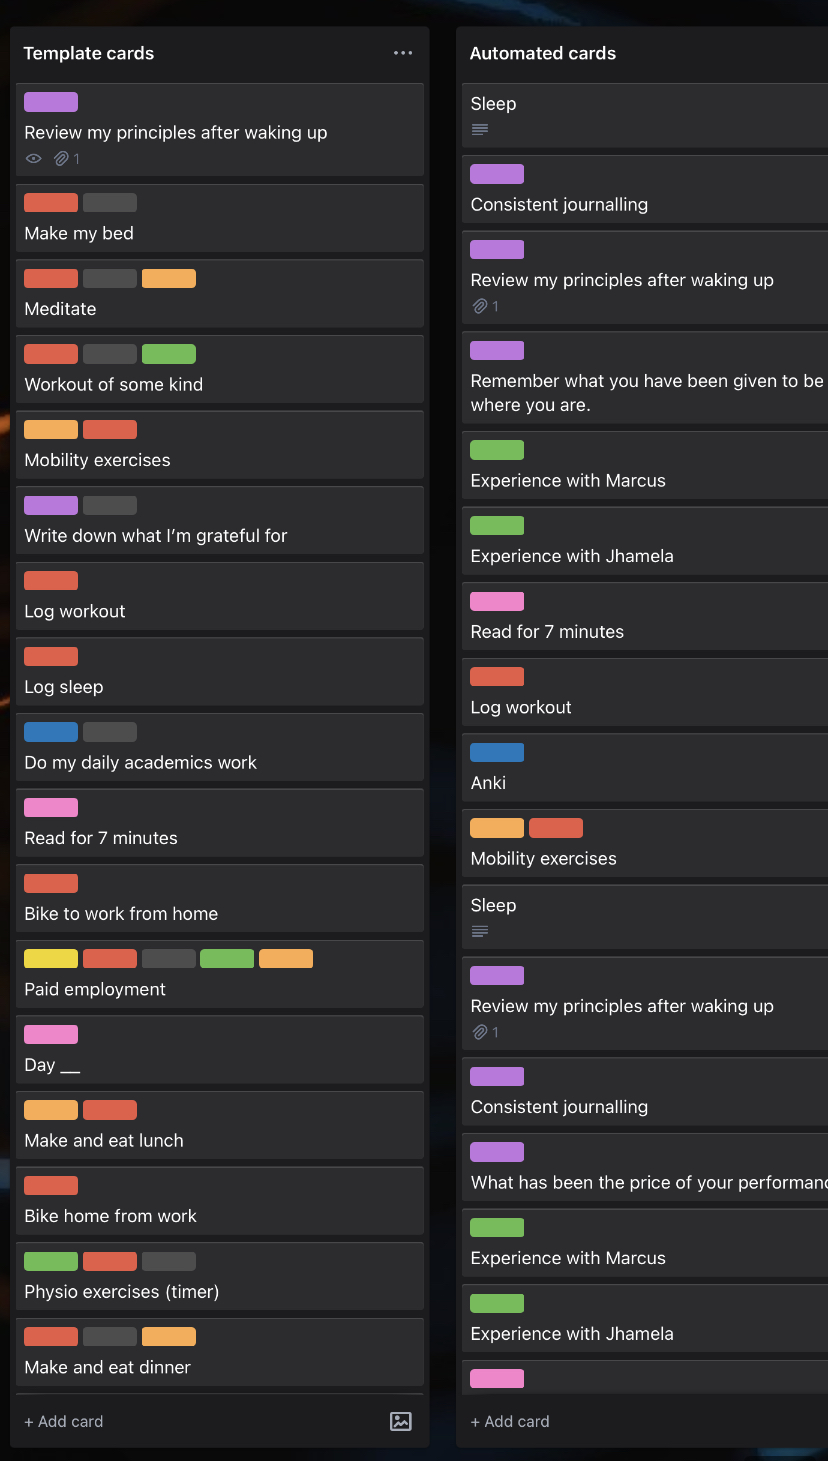 Template cards
Review my principles after waking up
1
Make my bed
Meditate
Workout of some kind
Mobility exercises
Write down what I’m grateful for
Log workout
Log sleep
Do my daily academics work
Read for 7 minutes
Bike to work from home
Paid employment
Day __
Make and eat lunch
Bike home from work
Physio exercises (timer)
Make and eat dinner
+ Add card
Automated cards
Sleep
Consistent journalling
Review my principles after waking up
1
Remember what you have been given to be
where you are.
Experience with Marcus
Experience with Jhamela
Read for 7 minutes
Log workout
Anki
Mobility exercises
Sleep
Review my principles after waking up
1
Consistent journalling
What has been the price of your
Experience with Marcus
Experience with Jhamela
+ Add card